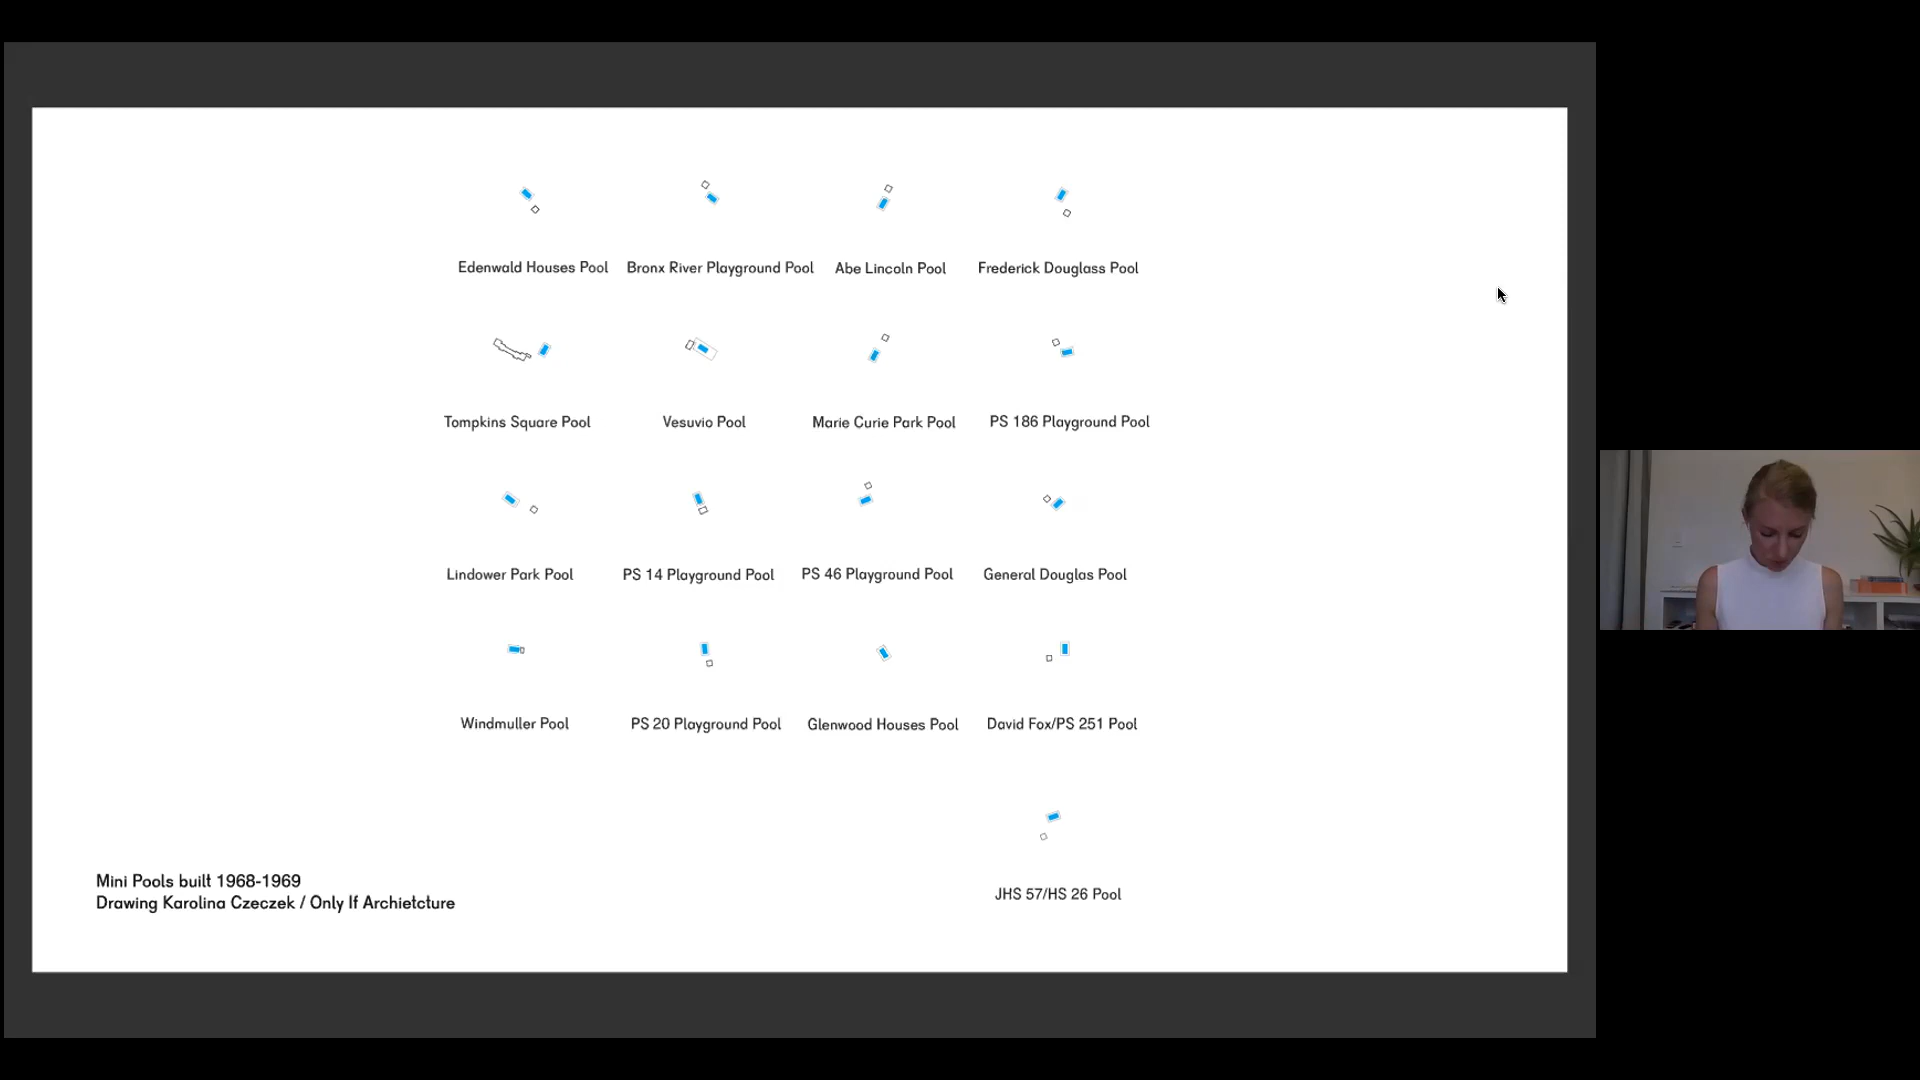 Edenwald Houses Pool
Bronx River Playground Pool
Abe Lincoln Pool
Frederick Douglass Pool
Tompkins Square Pool
Vesuvio Pool
Marie Curie Park Pool
PS 186 Playground Pool
Lindower Park Pool
PS 14 Playground Pool
PS 46 Playground Pool
General Douglas Pool
Windmuller Pool
PS 20 Playground Pool
Glenwood Houses Pool
David Fox/PS 251 Pool
JHS 57/HS 26 Pool
Mini Pools built 1968-1969
Drawing Karolina Czeczek / Only If Archietcture